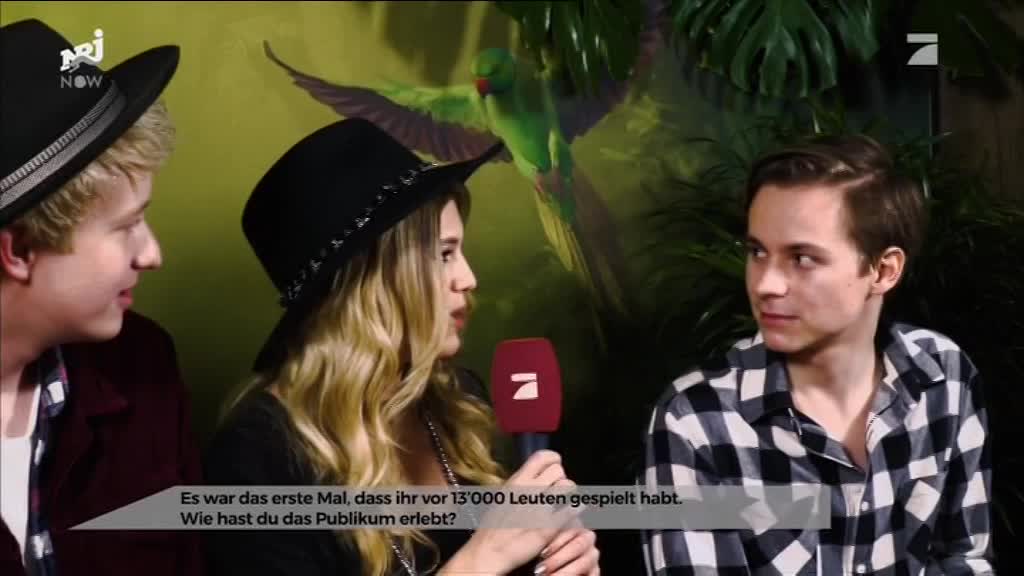 NRJ
NOW
Es war das erste Mal, dass ihr vor 13'000 Leuten gespielt habt.
Wie hast du das Publikum erlebt?